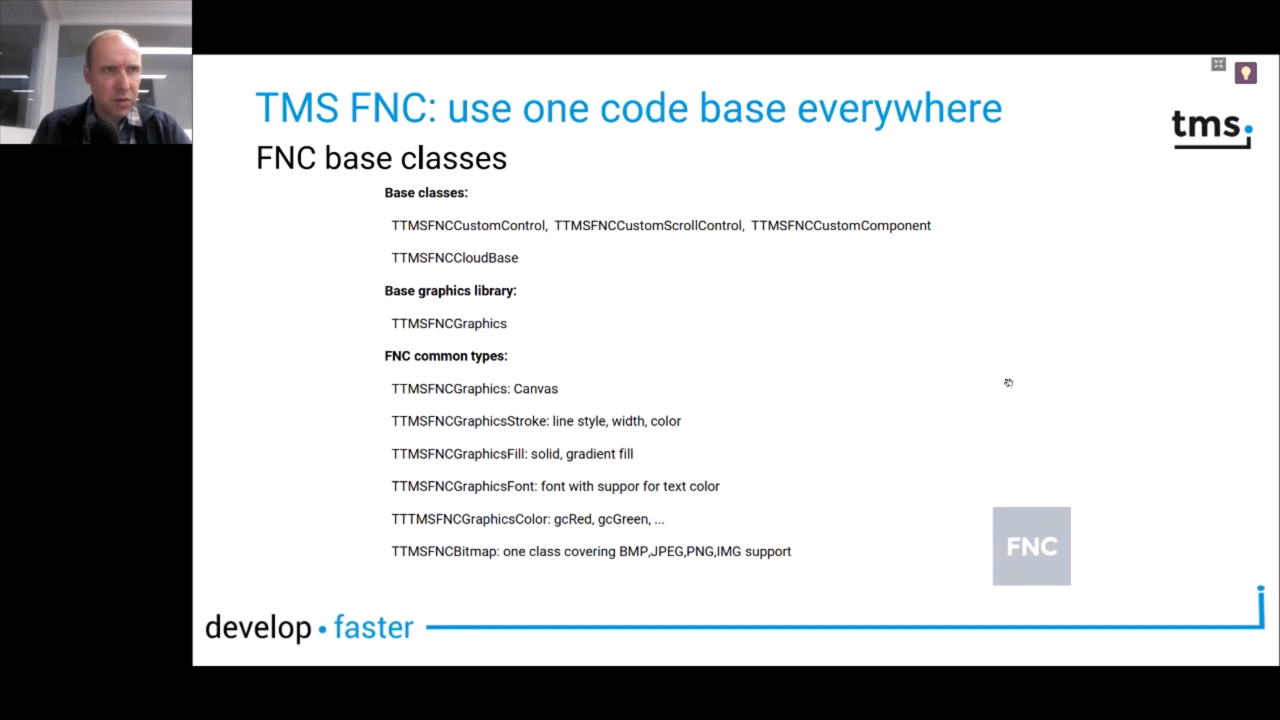 TMS FNC: use one code base everywhere
tms.
FNC base classes
Base classes:
TTMSFNCCustomControl, TTMSFNCCustomScrollControl, TTMSFNCCustomComponent
TTMSFNCCloudBase
Base graphics library:
TTMSFNCGraphics
FNC common types:
TTMSFNCGraphics: Canvas
TTMSFNCGraphicsStroke: line style, width, color
TTMSFNCGraphicsFill: solid, gradient fill
TTMSFNCGraphicsFont: font with suppor for text color
TTTMSFNCGraphicsColor: gcRed, gcGreen, ...
TTMSFNCBitmap: one class covering BMP,JPEG,PNG,IMG support
FNC
develop • faster